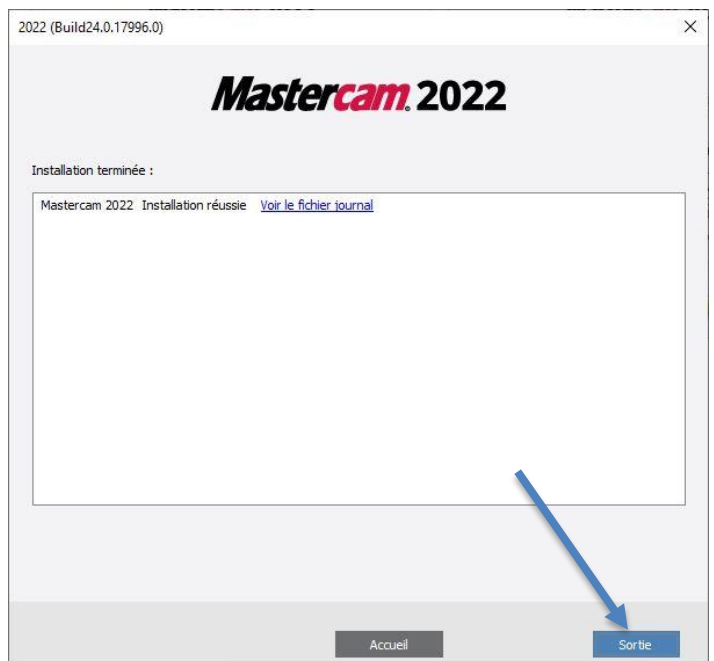 2022 (Build24.0.17996.0)
Mastercam. 2022
Installation terminée :
Mastercam 2022 Installation réussie Voir le fichier journal
Accueil Sortie